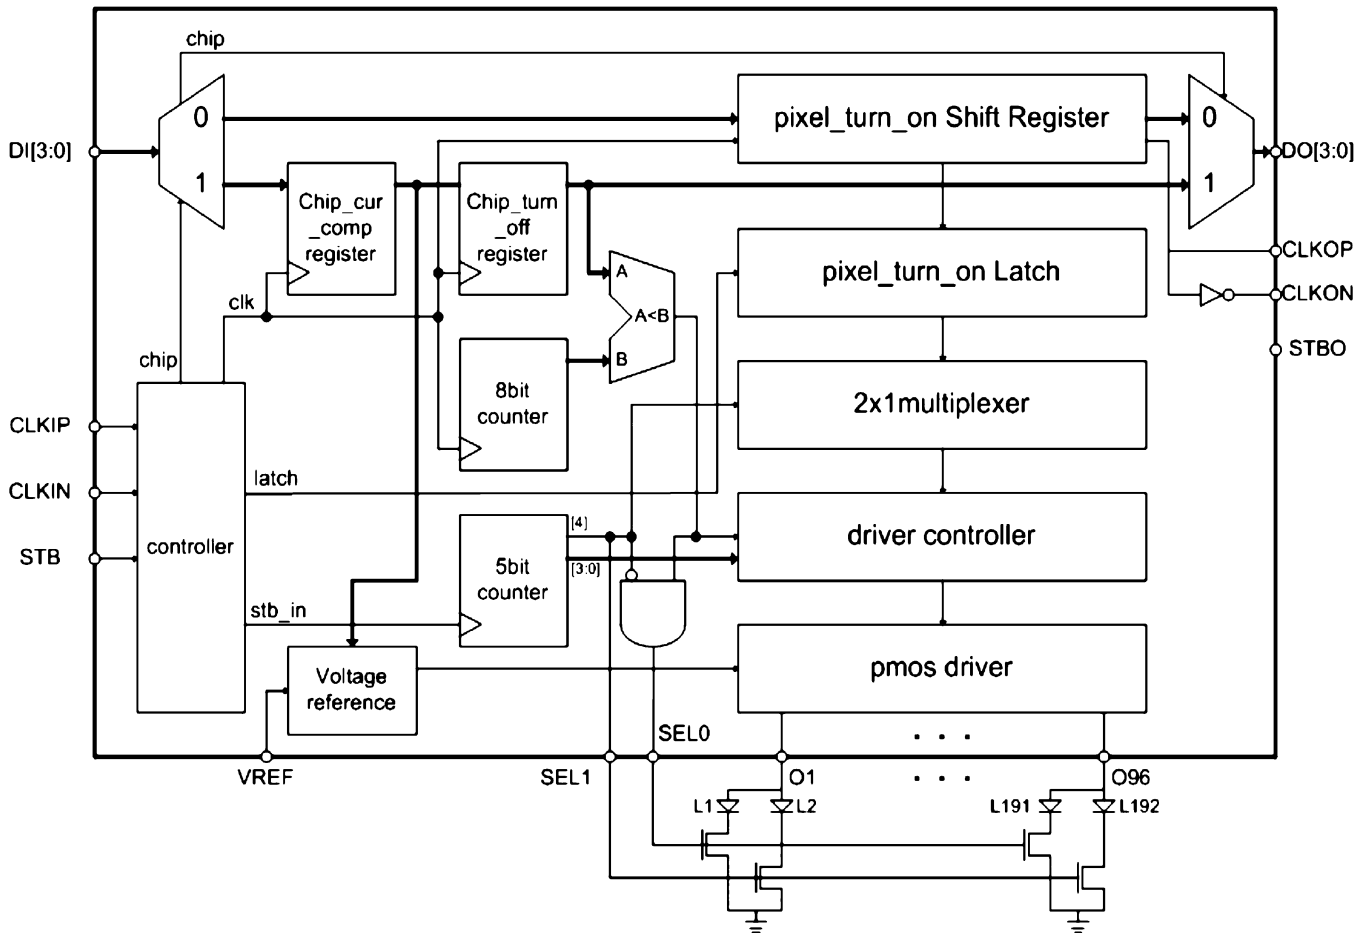 chip
0
pixel_turn_on Shift Register
0
DI[3:0]
DO[3:0]
1
Chip_cur
_comp
register
Chip_turn
_off
register
1
CLKOP
A
pixel_turn_on Latch
CLKON
clk
A<B
STBO
chip
B
8bit
counter
2x1multiplexer
CLKIP
latch
CLKIN
[4]
controller
driver controller
STB
5bit
counter
[3:0]
stb_in
Voltage
reference
pmos driver
SEL0
. . .
VREF
SEL1
O1
. . .
O96
L1
L2
L191
L192